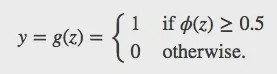 y = g(z) = { 1 if ϕ(z) ≥ 0.5
0 otherwise.